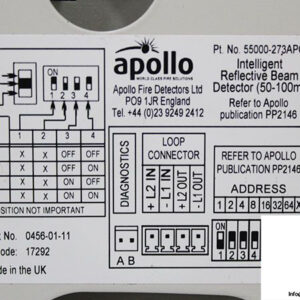 apollo
WORLD CLASS FIRE SOLUTIONS
Apollo Fire Detectors Ltd
PO9 1JR England
Tel. +44 (0)23 9249 2412
Pt. No. 55000-273APO
Intelligent
Reflective Beam
Detector (50-100m
Refer to Apollo
publication PP2146
ON
1 2 3 4
1 2 3 4
X X OFF OFF
X X ON OFF
X X OFF ON
X X ON ON
POSITION NOT IMPORTANT
No. 0456-01-11
code: 17292
de in the UK
DIAGNOSTICS
A B
LOOP
CONNECTOR
+ L2 IN
- L1 IN
+ L2 OUT
- L1 OUT
REFER TO APOLLO
PUBLICATION PP2146
ADDRESS
1 2 4 8 16 32 64
ON